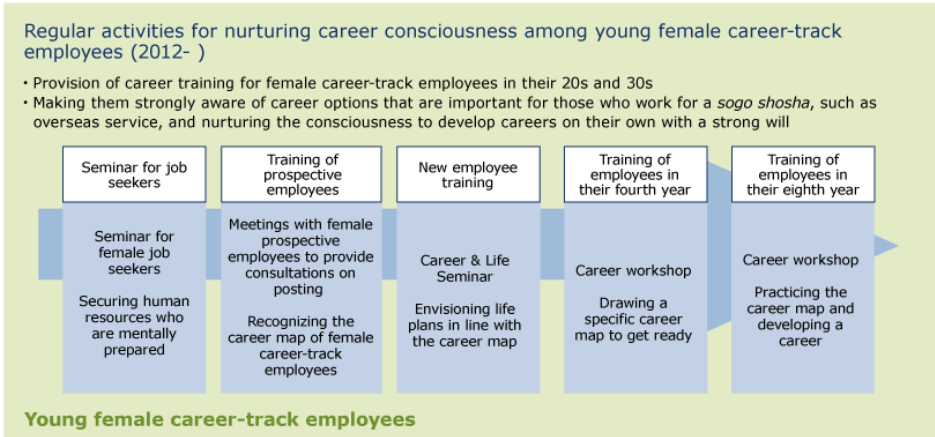 Regular activities for nurturing career consciousness among young female career-track
employees (2012- )
・Provision of career training for female career-track employees in their 20s and 30s
・Making them strongly aware of career options that are important for those who work for a sogo shosha, such as
overseas service, and nurturing the consciousness to develop careers on their own with a strong will
Seminar for job
seekers
Seminar for
female job
seekers
Securing human
resources who
are mentally
prepared
Training of
prospective
employees
Meetings with female
prospective
employees to provide
consultations on
posting
Recognizing the
career map of female
career-track
employees
New employee
training
Career & Life
Seminar
Envisioning life
plans in line with
the career map
Training of
employees in
their fourth year
Career workshop
Drawing a
specific career
map to get ready
Training of
employees in
their eighth year
Career workshop
Practicing the
career map and
developing a
career
Young female career-track employees